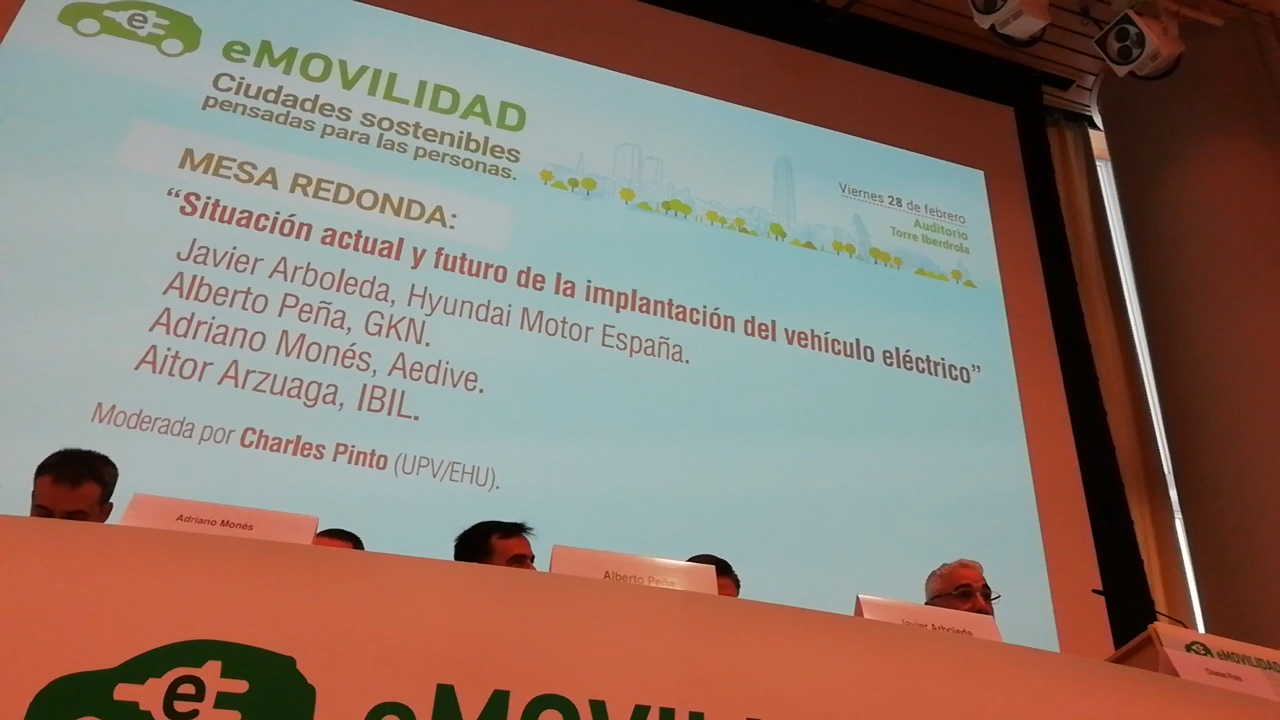 e
eMOVILIDAD
Ciudades sostenibles
pensadas para las personas.
Viernes 28 de febrero
Auditorio
Torre Iberdrola
MESA REDONDA:
“Situación actual y futuro de la implantación del vehículo eléctrico”
Javier Arboleda, Hyundai Motor España.
Alberto Peña, GKN.
Adriano Monés, Aedive.
Aitor Arzuaga, IBIL.
Moderada por Charles Pinto (UPV/EHU).
Adriano Monés
Alberto Peña
Javier Arboleda
eMOVILIDAD
Charles Pinto
e